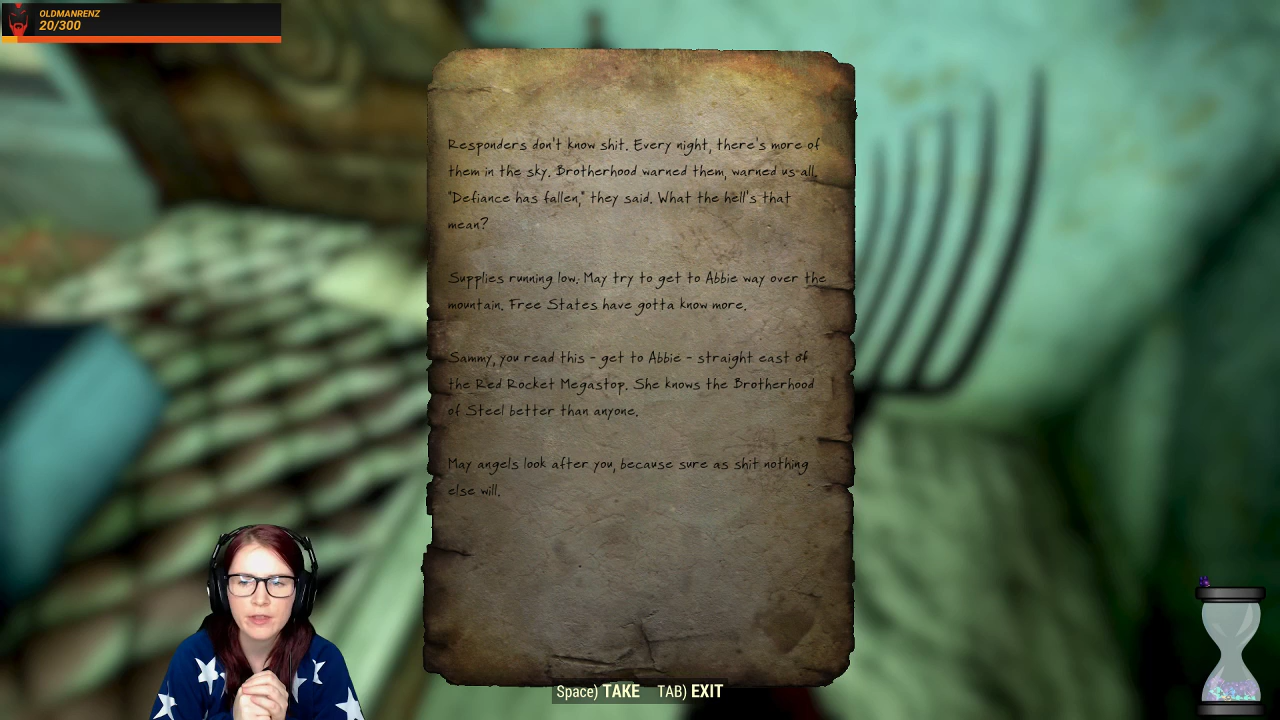 OLDMANRENZ
20/300
Responders don't know shit. Every night, there's more of
them in the sky. Brotherhood warned them, warned us all.
"Defiance has fallen," they said. What the hell's that
mean?
Supplies running low. May try to get to Abbie way over the
mountain. Free States have gotta know more.
Sammy, you read this - get to Abbie - straight east of
the Red Rocket Megastop. She knows the Brotherhood
of Steel better than anyone.
May angels look after you, because sure as shit nothing
else will.
Space) TAKE TAB) EXIT